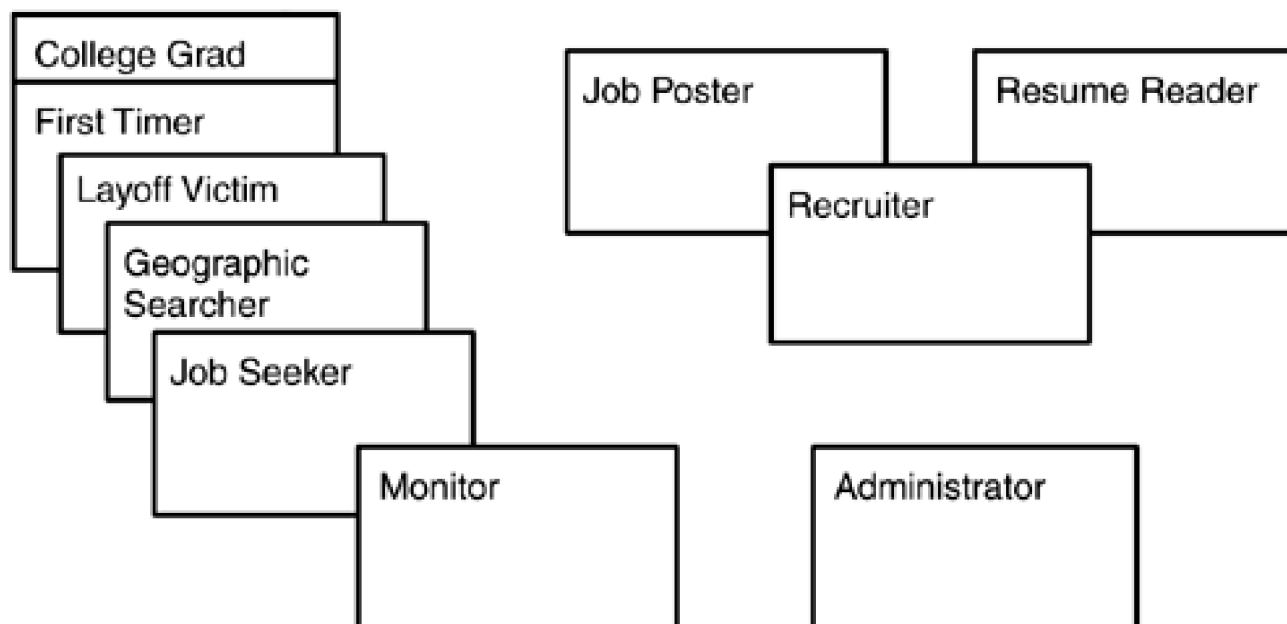 College Grad
First Timer
Layoff Victim
Geographic
Searcher
Job Seeker
Monitor
Job Poster
Resume Reader
Recruiter
Administrator